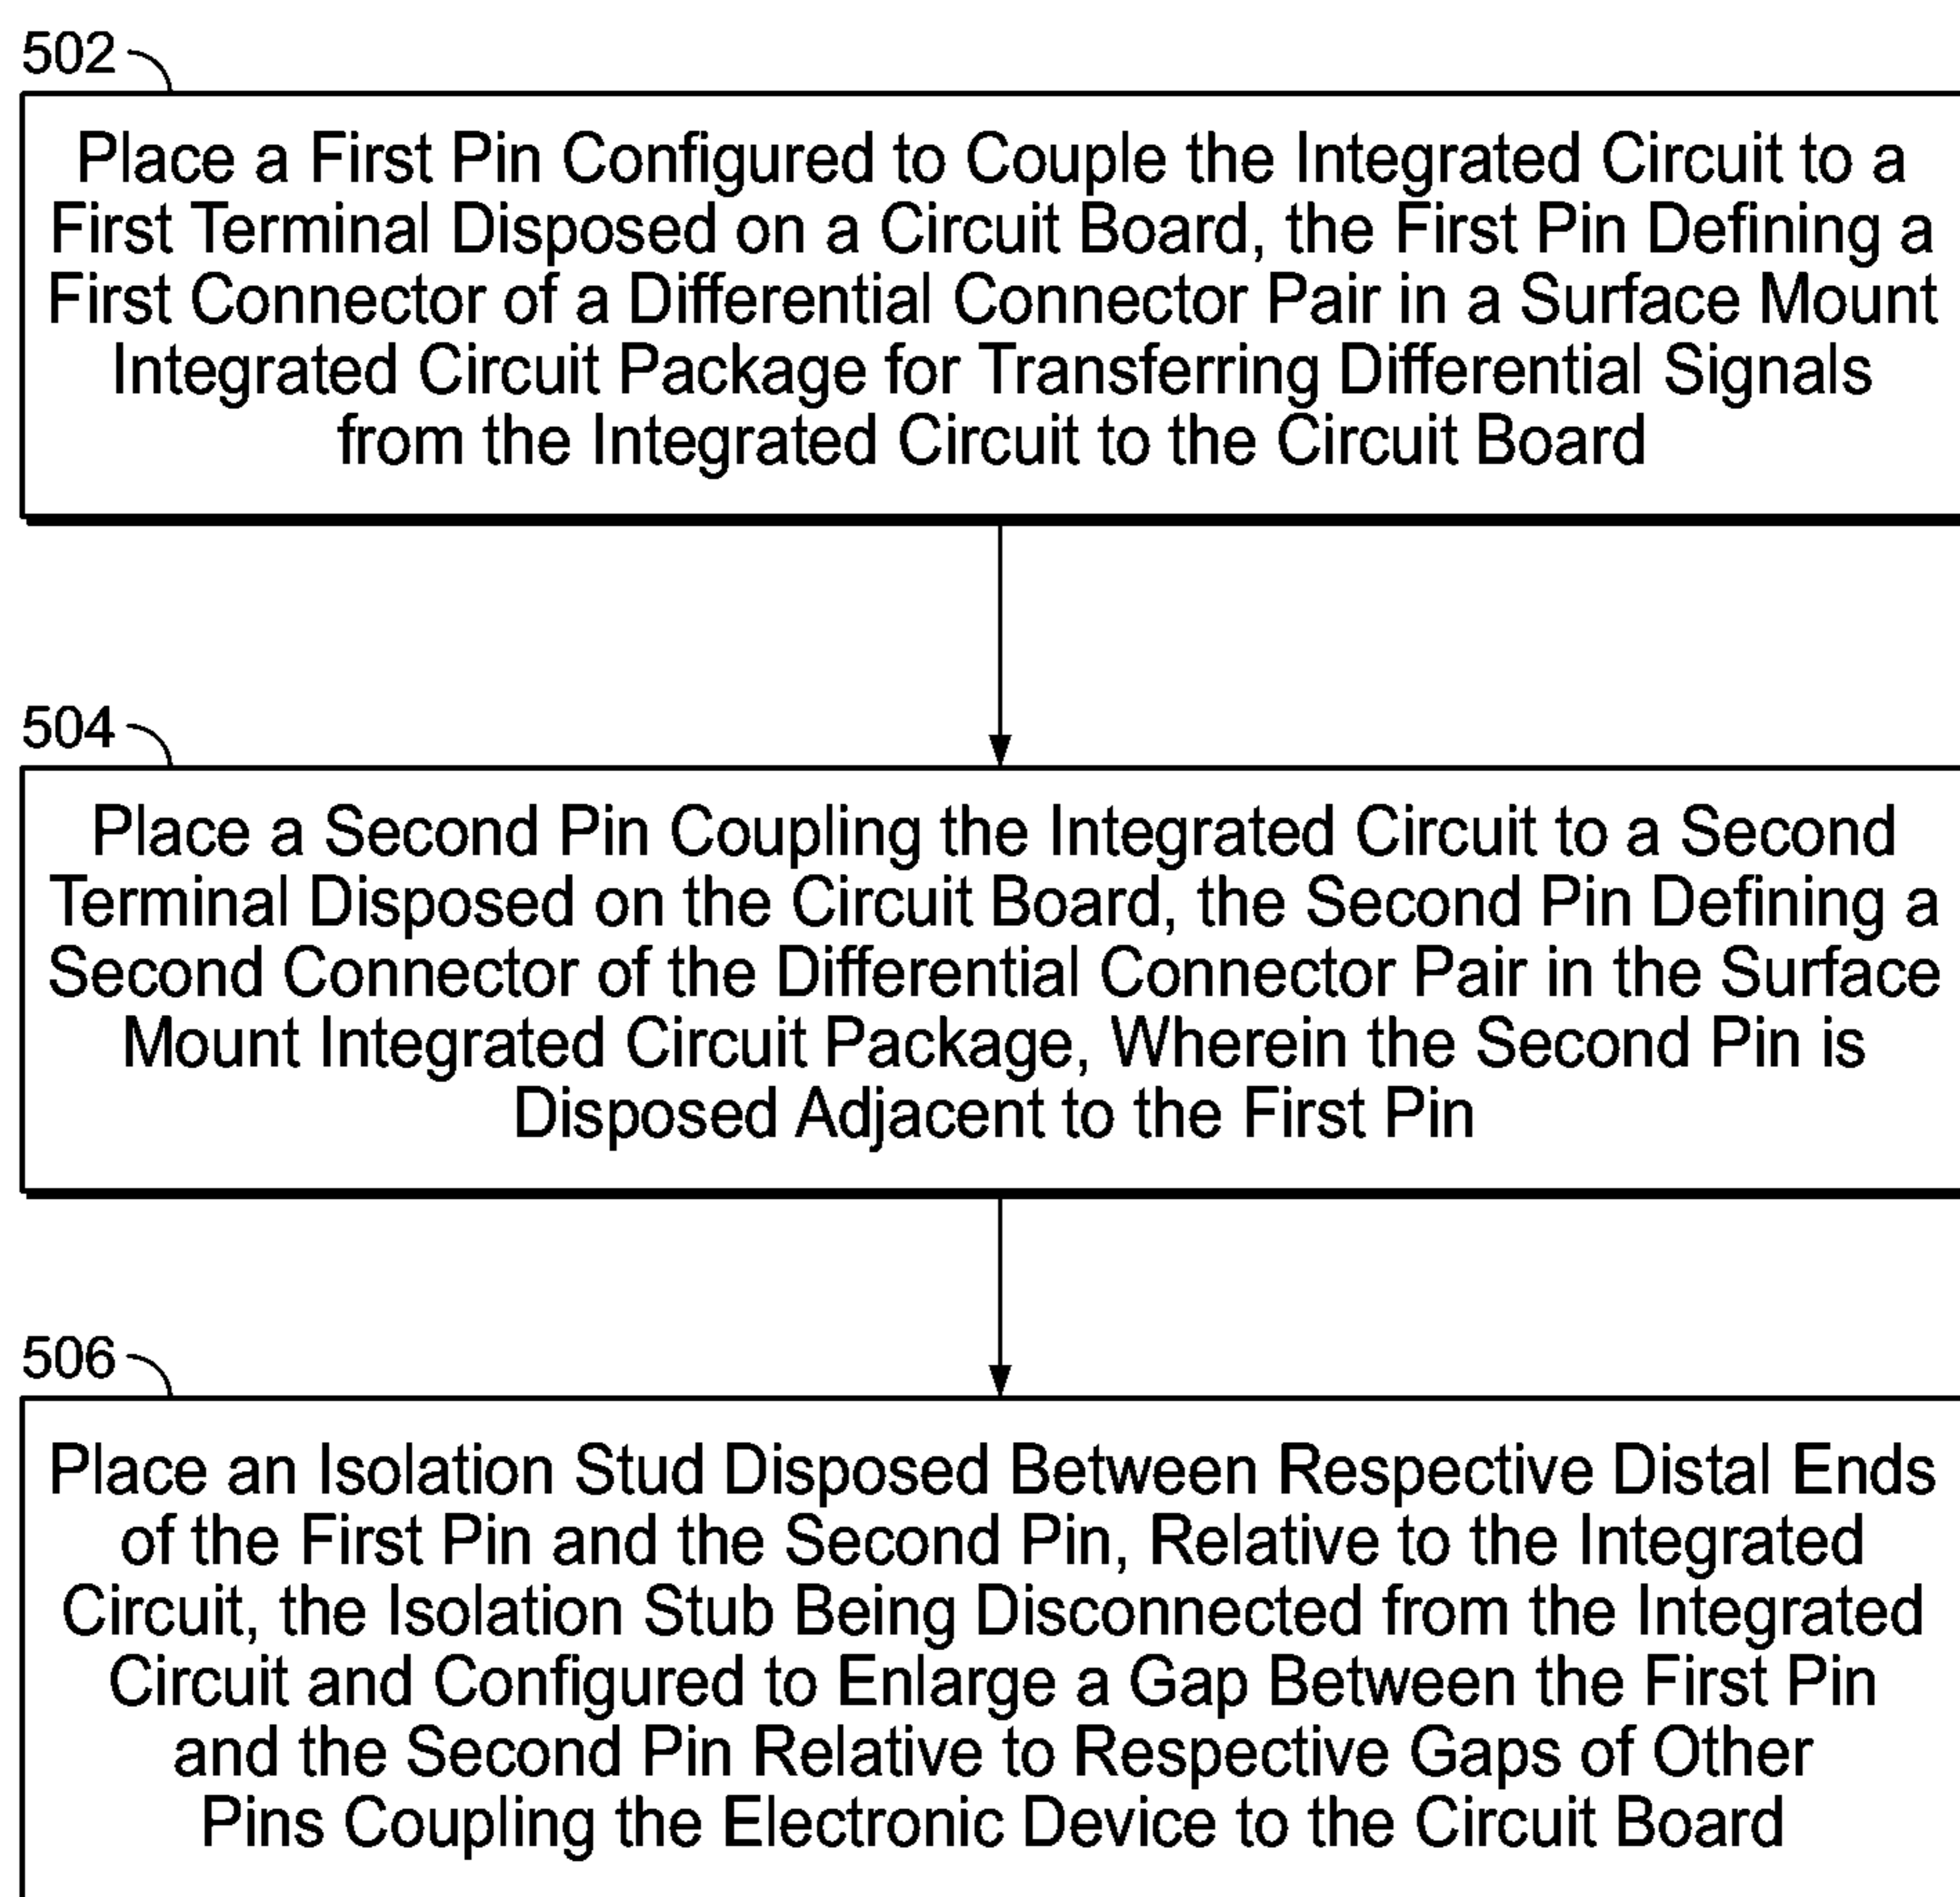 502
Place a First Pin Configured to Couple the Integrated Circuit to a
First Terminal Disposed on a Circuit Board, the First Pin Defining a
First Connector of a Differential Connector Pair in a Surface Mount
Integrated Circuit Package for Transferring Differential Signals
from the Integrated Circuit to the Circuit Board
504
Place a Second Pin Coupling the Integrated Circuit to a Second
Terminal Disposed on the Circuit Board, the Second Pin Defining a
Second Connector of the Differential Connector Pair in the Surface
Mount Integrated Circuit Package, Wherein the Second Pin is
Disposed Adjacent to the First Pin
506
Place an Isolation Stud Disposed Between Respective Distal Ends
of the First Pin and the Second Pin, Relative to the Integrated
Circuit, the Isolation Stub Being Disconnected from the Integrated
Circuit and Configured to Enlarge a Gap Between the First Pin
and the Second Pin Relative to Respective Gaps of Other
Pins Coupling the Electronic Device to the Circuit Board